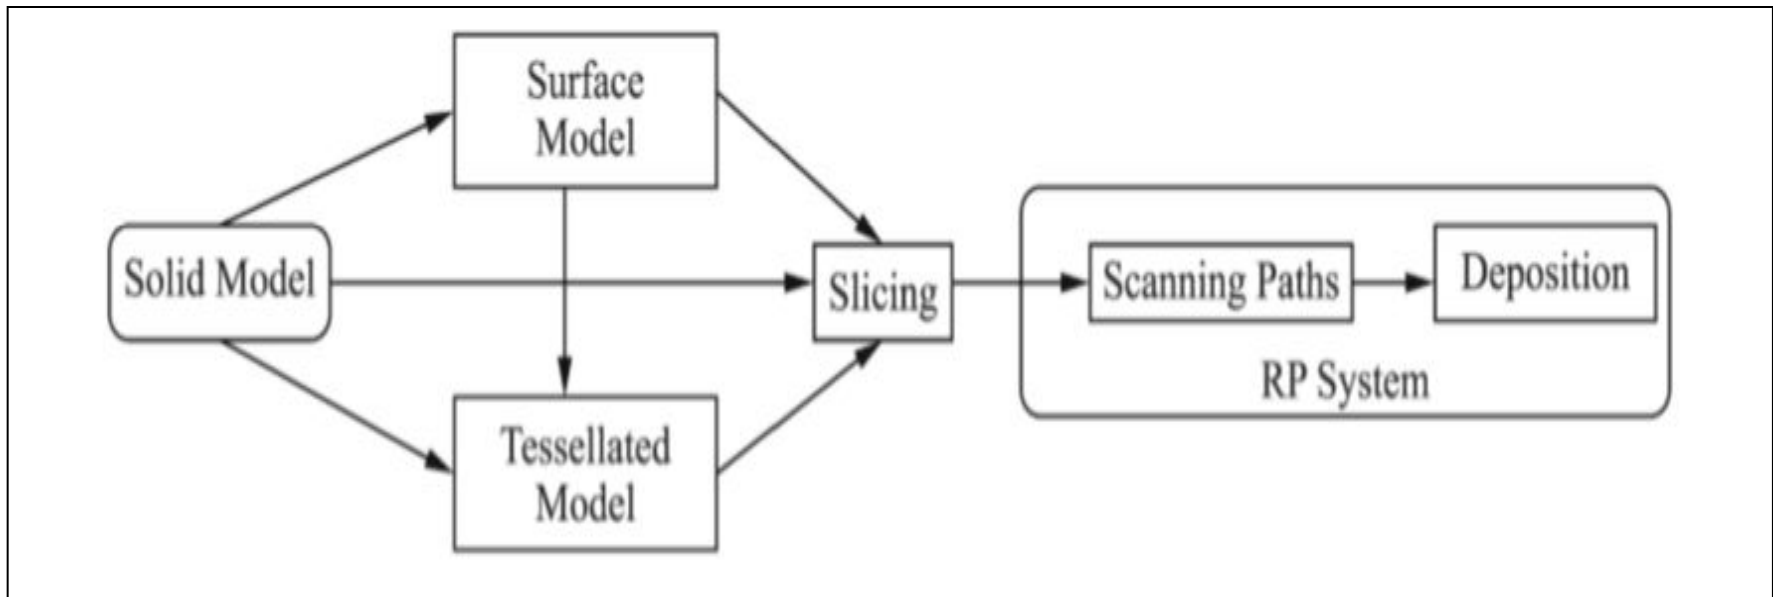 Surface
Model
Solid Model
Slicing
Scanning Paths
Deposition
RP System
Tessellated
Model